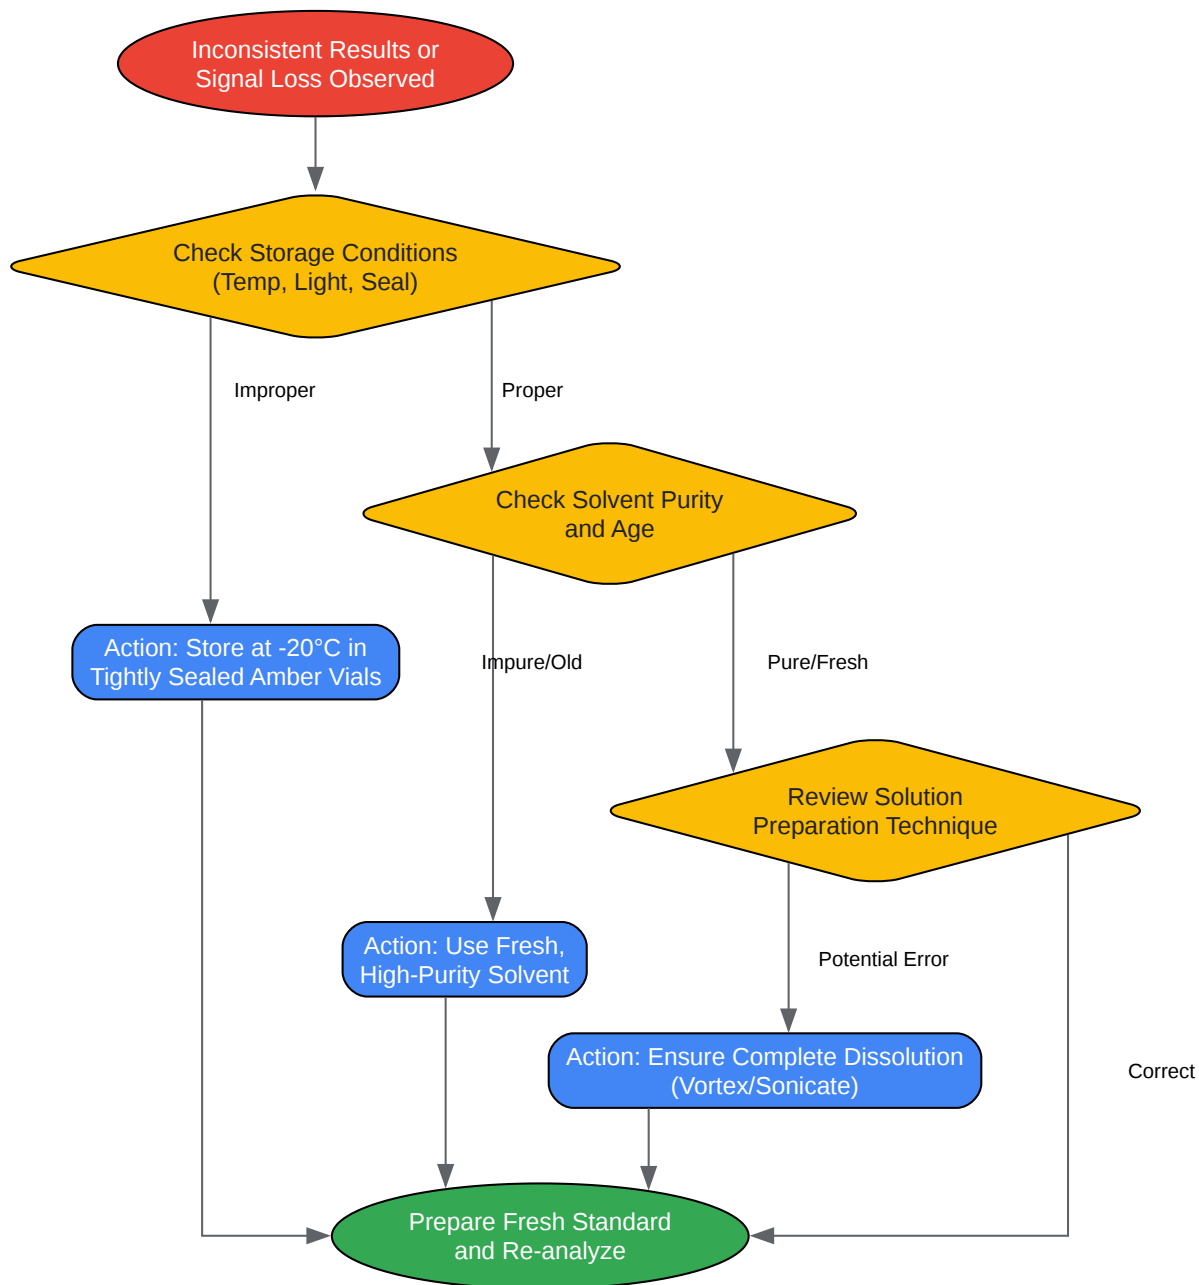 Inconsistent Results or
Signal Loss Observed
Check Storage Conditions
(Temp, Light, Seal)
Improper
Proper
Check Solvent Purity
and Age
Action: Store at -20°C in
Tightly Sealed Amber Vials
Impure/Old
Pure/Fresh
Review Solution
Preparation Technique
Action: Use Fresh,
High-Purity Solvent
Potential Error
Action: Ensure Complete Dissolution
(Vortex/Sonicate)
Correct
Prepare Fresh Standard
and Re-analyze